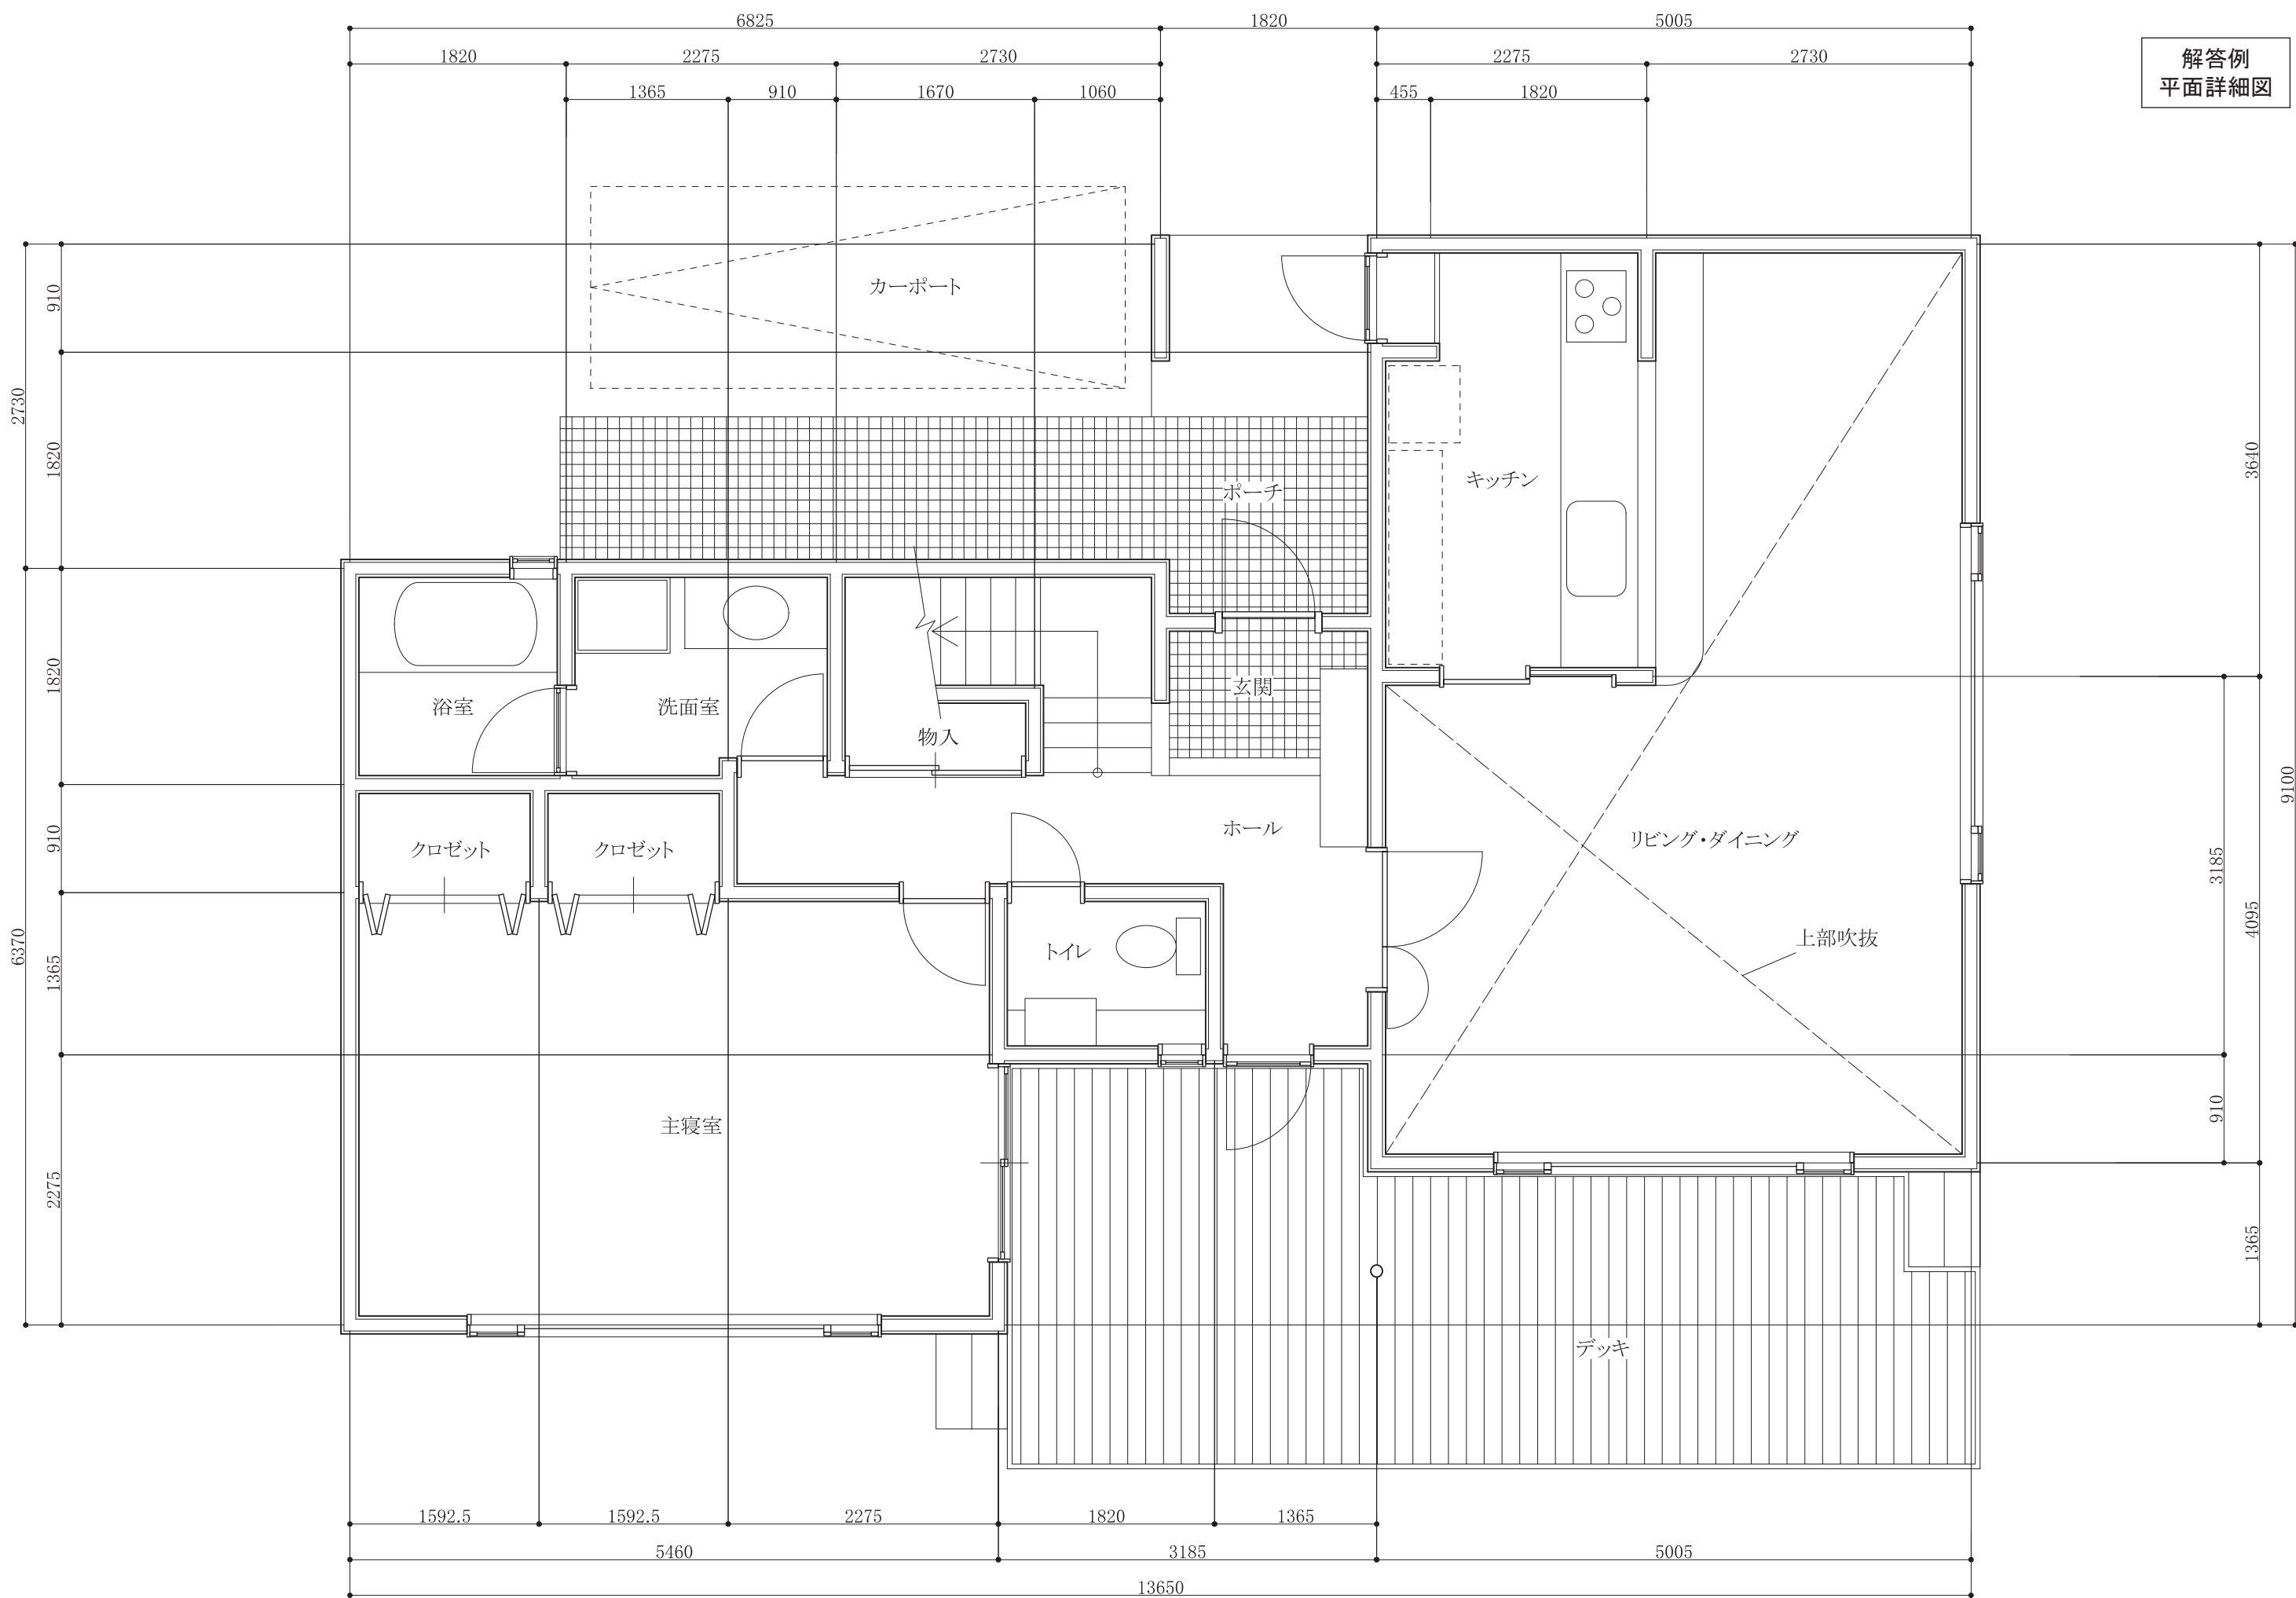 6825
1820
5005
解答例
平面詳細図
1820
2275
2730
2275
2730
1365
910
1670
1060
455
1820
カーポート
910
2730
1820
キッチン
ポーチ
3640
浴室
洗面室
玄関
物入
1820
9100
クロゼット
クロゼット
ホール
リビング・ダイニング
910
3185
上部吹抜
トイレ
4095
6370
1365
主寝室
910
2275
1365
デッキ
1592.5
1592.5
2275
1820
1365
5460
3185
5005
13650